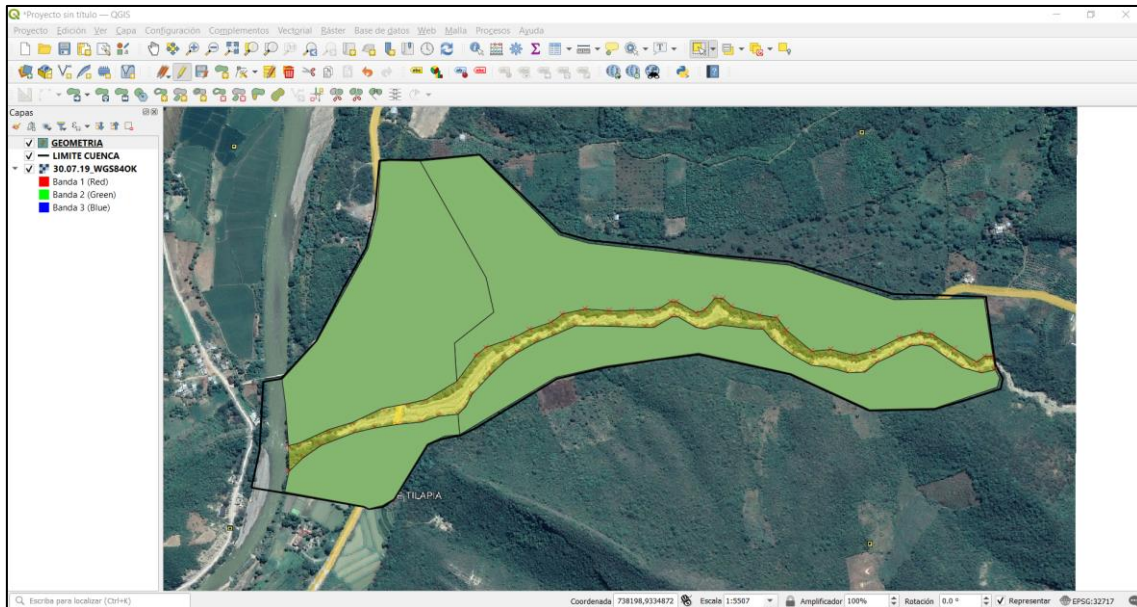 *Proyecto sin título — QGIS
Proyecto Edición Ver Capa Configuración Complementos Vectorial Ráster Base de datos Web Malla Procesos Ayuda
Capas
GEOMETRIA
LIMITE CUENCA
30.07.19_WGS84OK
Banda 1 (Red)
Banda 2 (Green)
Banda 3 (Blue)
TILAPIA
Escriba para localizar (Ctrl+K)
Coordenada 738198,9334872 Escala 1:5507 Amplificador 100% Rotación 0.0 ° Representar EPSG:32717